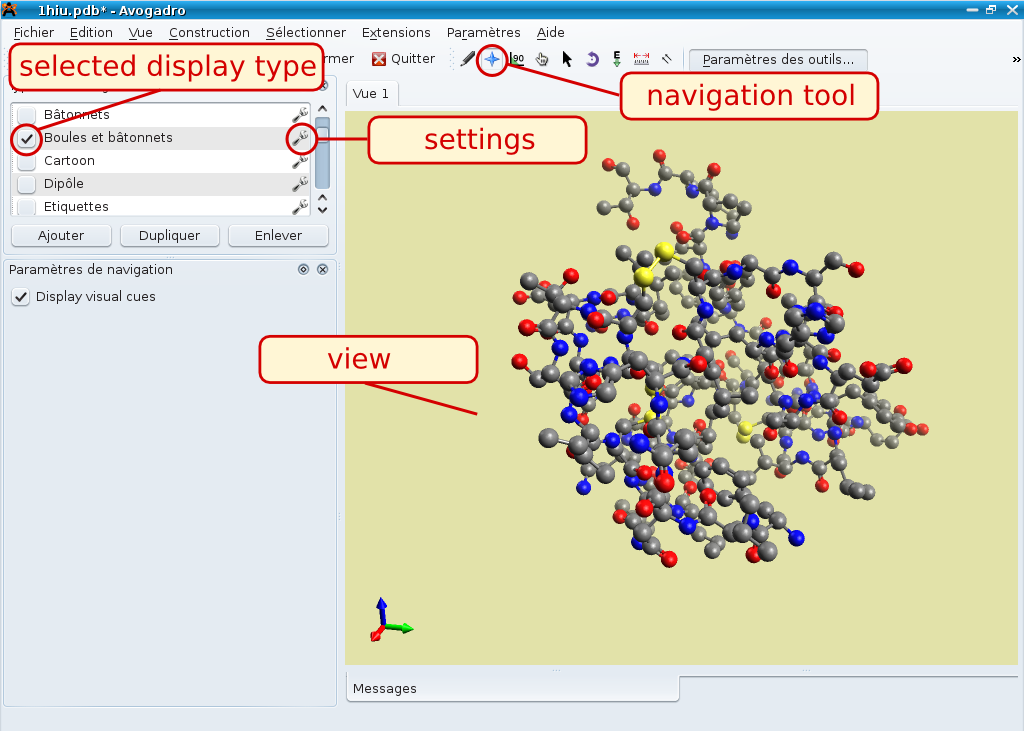 1hiu.pdb* - Avogadro
Fichier Edition Vue Construction Sélectionner Extensions Paramètres Aide
selected display type
rmer Quitter 90 E Paramètres des outils... »
navigation tool
Vue 1
Bâtonnets
settings
Boules et bâtonnets
Cartoon
Dipôle
Etiquettes
Ajouter Dupliquer Enlever
Paramètres de navigation
Display visual cues
view
Messages